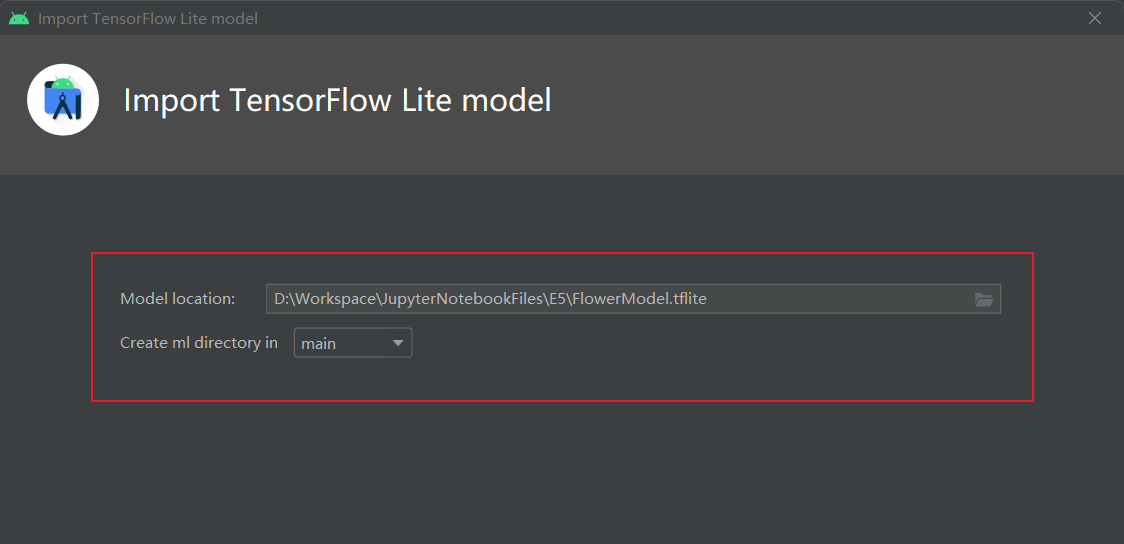 Import TensorFlow Lite model
Import TensorFlow Lite model
Model location: D:\Workspace\JupyterNotebookFiles\E5\FlowerModel.tflite
Create ml directory in main